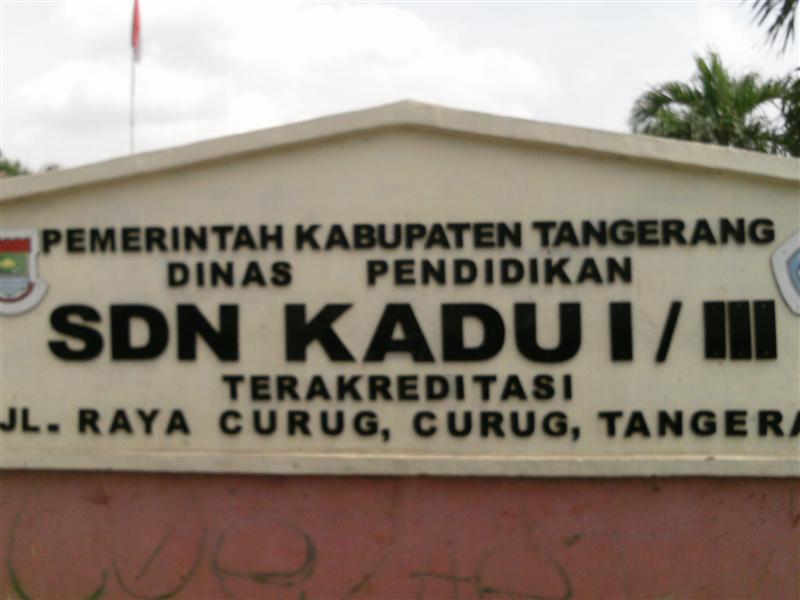 PEMERINTAH KABUPATEN TANGERANG
DINAS PENDIDIKAN
SDN KADU I / III
TERAKREDITASI
JL. RAYA CURUG, CURUG, TANGERA